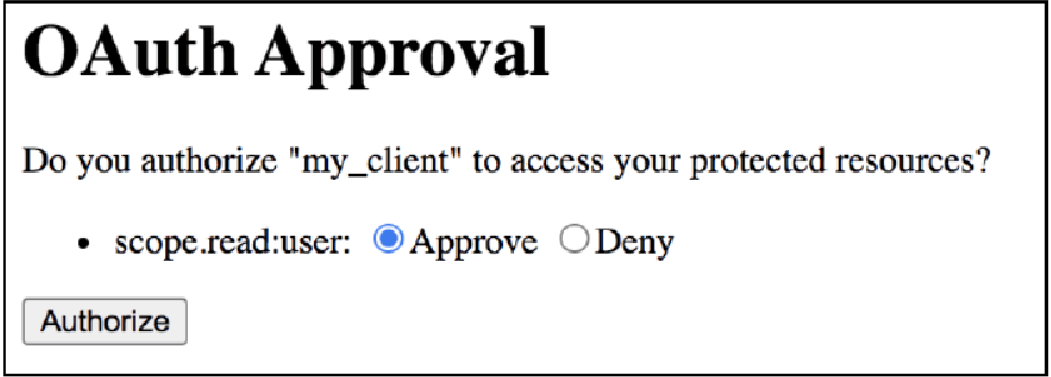 OAuth Approval
Do you authorize "my_client" to access your protected resources?
• scope.read:user: Approve Deny
Authorize